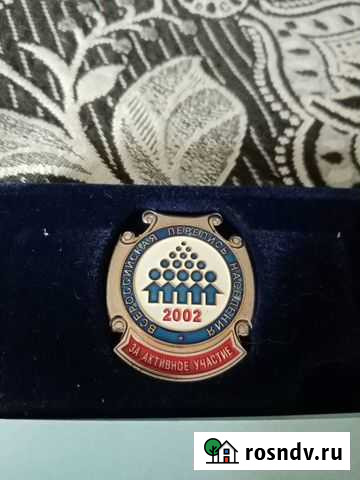 ВСЕРОССИЙСКАЯ ПЕРЕПИСЬ НАСЕЛЕНИЯ
2002
ЗА АКТИВНОЕ УЧАСТИЕ
rosndv.ru